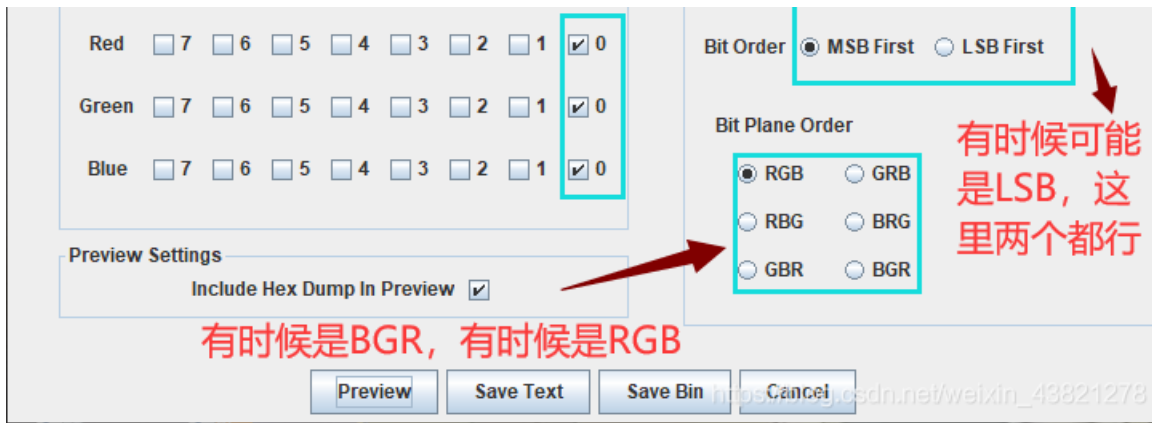 Red 7 6 5 4 3 2 1 0
Green 7 6 5 4 3 2 1 0
Blue 7 6 5 4 3 2 1 0
Preview Settings
Include Hex Dump In Preview
有时候是BGR，有时候是RGB
Bit Order MSB First LSB First
Bit Plane Order
RGB GRB
RBG BRG
GBR BGR
有时候可能
是LSB，这
里两个都行
Preview Save Text Save Bin Cancel
https://blog.csdn.net/weixin_43821278